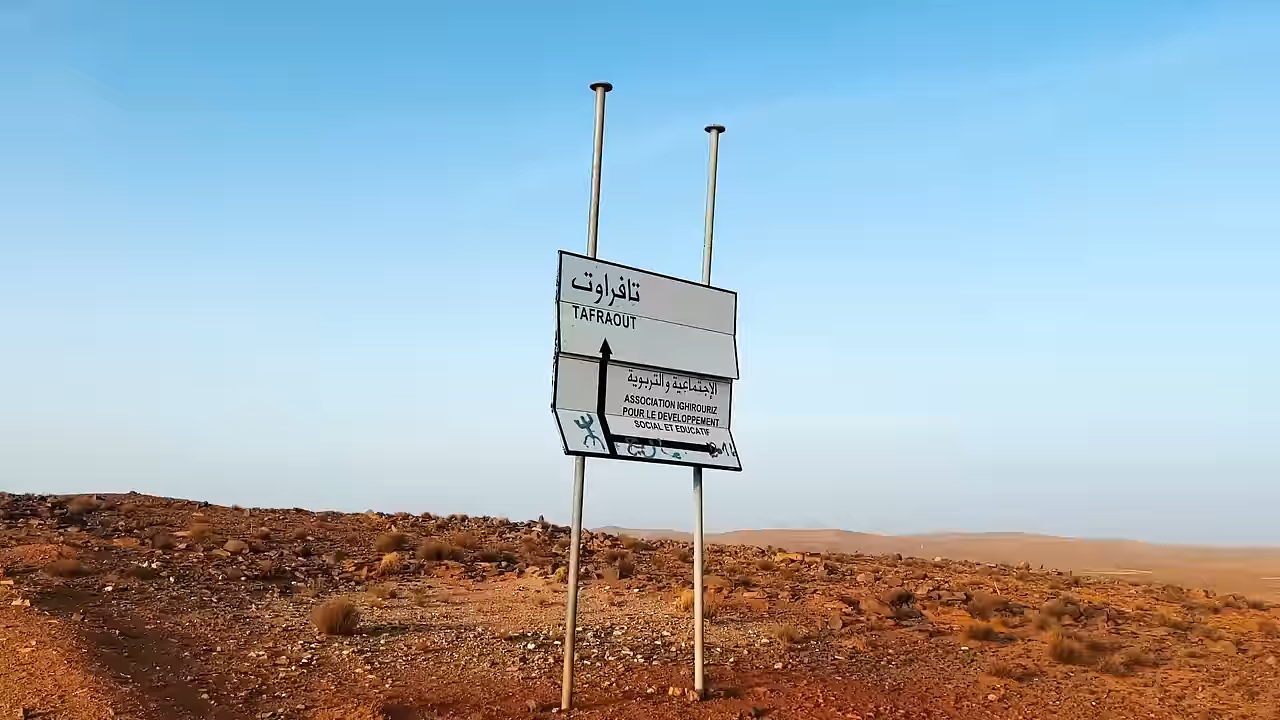 تافراوت
TAFRAOUT
الإجتماعية والتربوية
ASSOCIATION IGHIROURIZ
POUR LE DEVELOPPEMENT
SOCIAL ET EDUCATIF